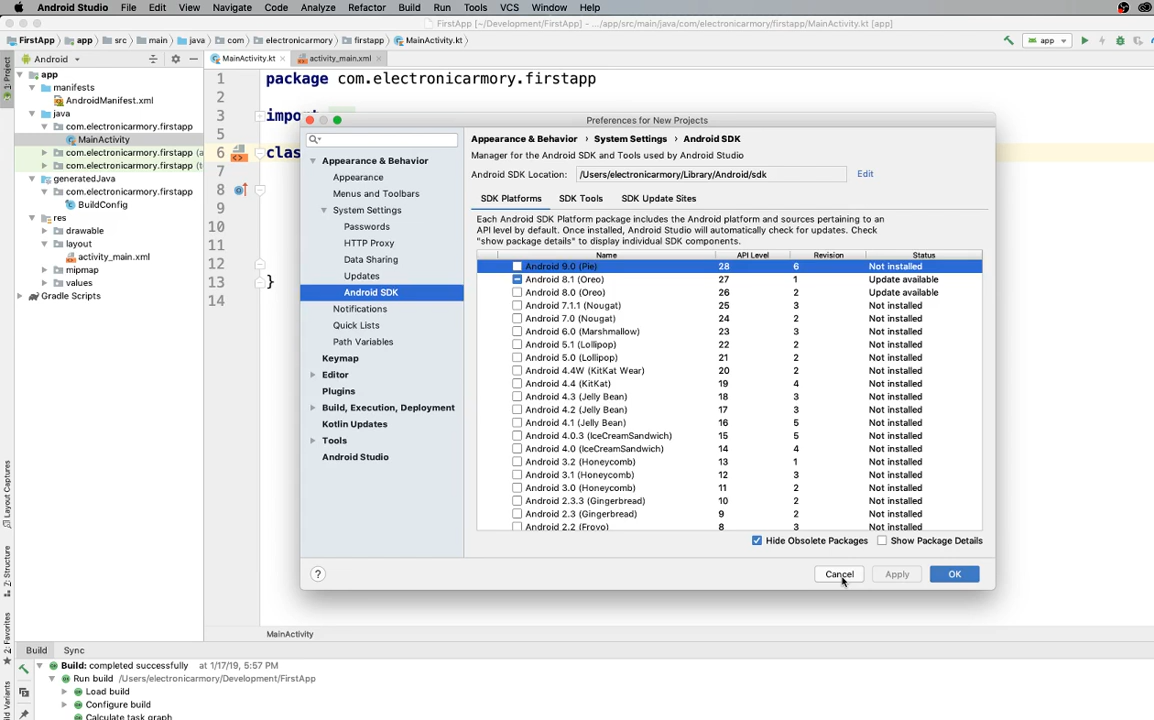 Android Studio File Edit View Navigate Code Analyze Refactor Build Run Tools VCS Window Help
FirstApp [~/Development/FirstApp] - .../app/src/main/java/com/electronicarmory/firstapp/MainActivity.kt [app]
FirstApp app src main java com electronicarmory firstapp MainActivity.kt app
Android MainActivity.kt activity_main.xml
1: Project
app
manifests
AndroidManifest.xml
java
com.electronicarmory.firstapp
MainActivity
com.electronicarmory.firstapp (a
com.electronicarmory.firstapp (t
generatedJava
com.electronicarmory.firstapp
BuildConfig
res
drawable
layout
activity_main.xml
mipmap
values
Gradle Scripts
Layout Captures
Z: Structure
2: Favorites
Build Variants
1 package com.electronicarmory.firstapp
2
3 import
5
6 clas
7
8
9
10
11
12
13 }
14
MainActivity
Preferences for New Projects
Appearance & Behavior
Appearance
Menus and Toolbars
System Settings
Passwords
HTTP Proxy
Data Sharing
Updates
Android SDK
Notifications
Quick Lists
Path Variables
Keymap
Editor
Plugins
Build, Execution, Deployment
Kotlin Updates
Tools
Android Studio
Appearance & Behavior › System Settings › Android SDK
Manager for the Android SDK and Tools used by Android Studio
Android SDK Location: /Users/electronicarmory/Library/Android/sdk Edit
SDK Platforms SDK Tools SDK Update Sites
Each Android SDK Platform package includes the Android platform and sources pertaining to an
API level by default. Once installed, Android Studio will automatically check for updates. Check
"show package details" to display individual SDK components.
Name API Level Revision Status
Android 9.0 (Pie) 28 6 Not installed
Android 8.1 (Oreo) 27 1 Update available
Android 8.0 (Oreo) 26 2 Update available
Android 7.1.1 (Nougat) 25 3 Not installed
Android 7.0 (Nougat) 24 2 Not installed
Android 6.0 (Marshmallow) 23 3 Not installed
Android 5.1 (Lollipop) 22 2 Not installed
Android 5.0 (Lollipop) 21 2 Not installed
Android 4.4W (KitKat Wear) 20 2 Not installed
Android 4.4 (KitKat) 19 4 Not installed
Android 4.3 (Jelly Bean) 18 3 Not installed
Android 4.2 (Jelly Bean) 17 3 Not installed
Android 4.1 (Jelly Bean) 16 5 Not installed
Android 4.0.3 (IceCreamSandwich) 15 5 Not installed
Android 4.0 (IceCreamSandwich) 14 4 Not installed
Android 3.2 (Honeycomb) 13 1 Not installed
Android 3.1 (Honeycomb) 12 3 Not installed
Android 3.0 (Honeycomb) 11 2 Not installed
Android 2.3.3 (Gingerbread) 10 2 Not installed
Android 2.3 (Gingerbread) 9 2 Not installed
Android 2.2 (Froyo) 8 3 Not installed
Hide Obsolete Packages Show Package Details
? Cancel Apply OK
Build Sync
Build: completed successfully at 1/17/19, 5:57 PM
Run build /Users/electronicarmory/Development/FirstApp
Load build
Configure build
Calculate task graph